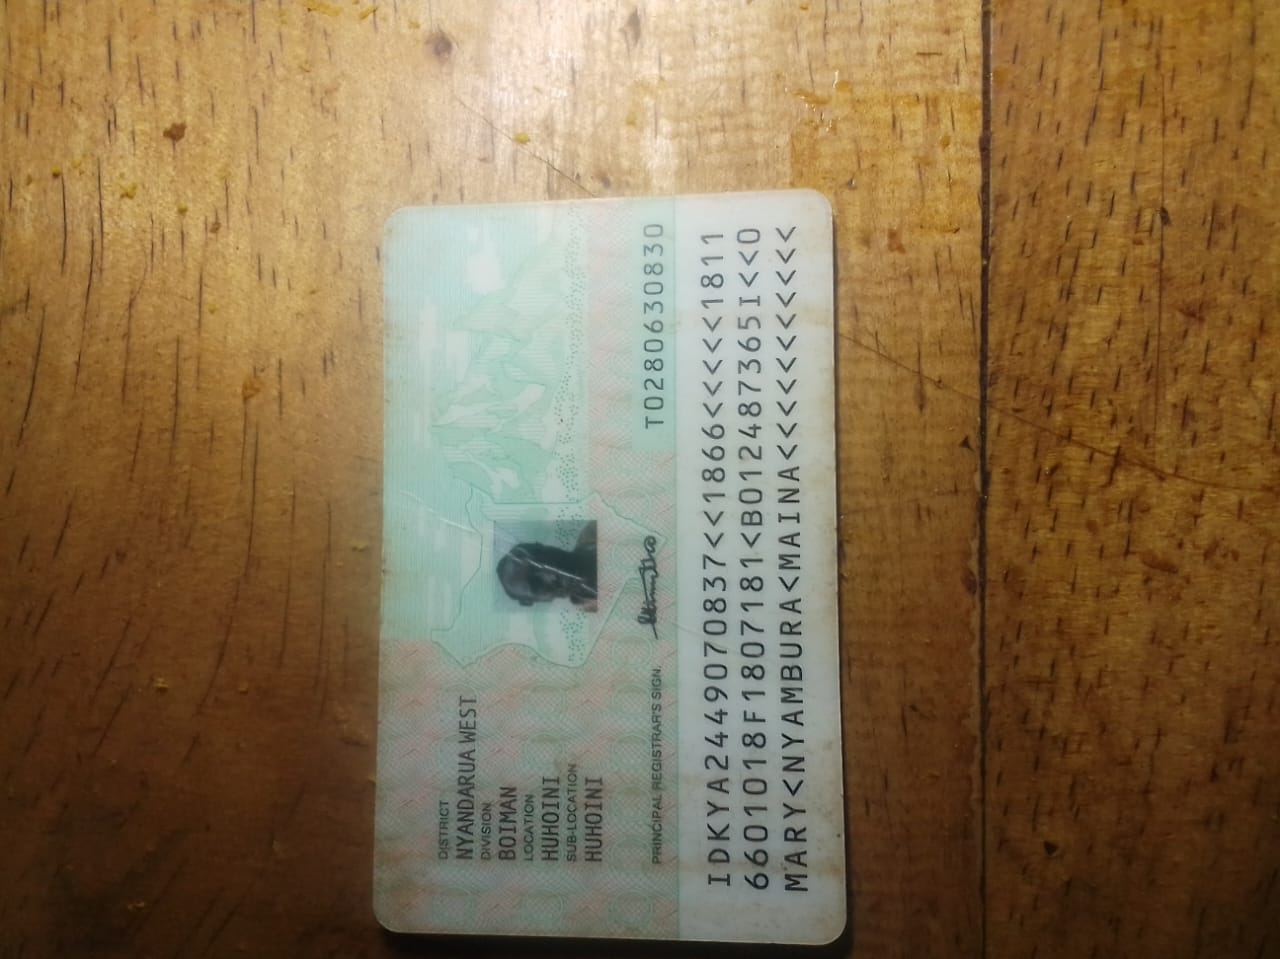 DISTRICT
NYANDARUA WEST
DIVISION
BOIMAN
LOCATION
HUHOINI
SUB-LOCATION
HUHOINI
PRINCIPAL REGISTRAR'S SIGN.
T0280630830
IDKYA2449070837<<1866<<<<<1811
6601018F1807181<B012487365I<<0
MARY<NYAMBURA<MAINA<<<<<<<<<<<